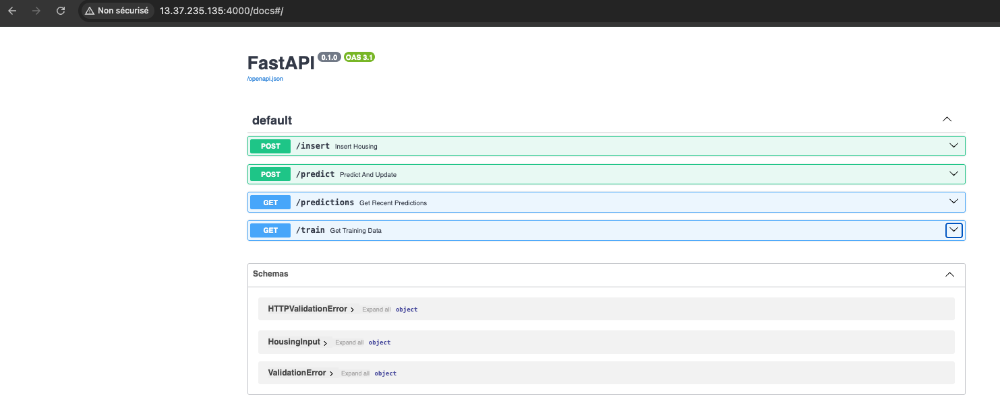 Non sécurisé 13.37.235.135:4000/docs#/
FastAPI 0.1.0 OAS 3.1
/openapi.json
default
POST /insert Insert Housing
POST /predict Predict And Update
GET /predictions Get Recent Predictions
GET /train Get Training Data
Schemas
HTTPValidationError Expand all object
HousingInput Expand all object
ValidationError Expand all object